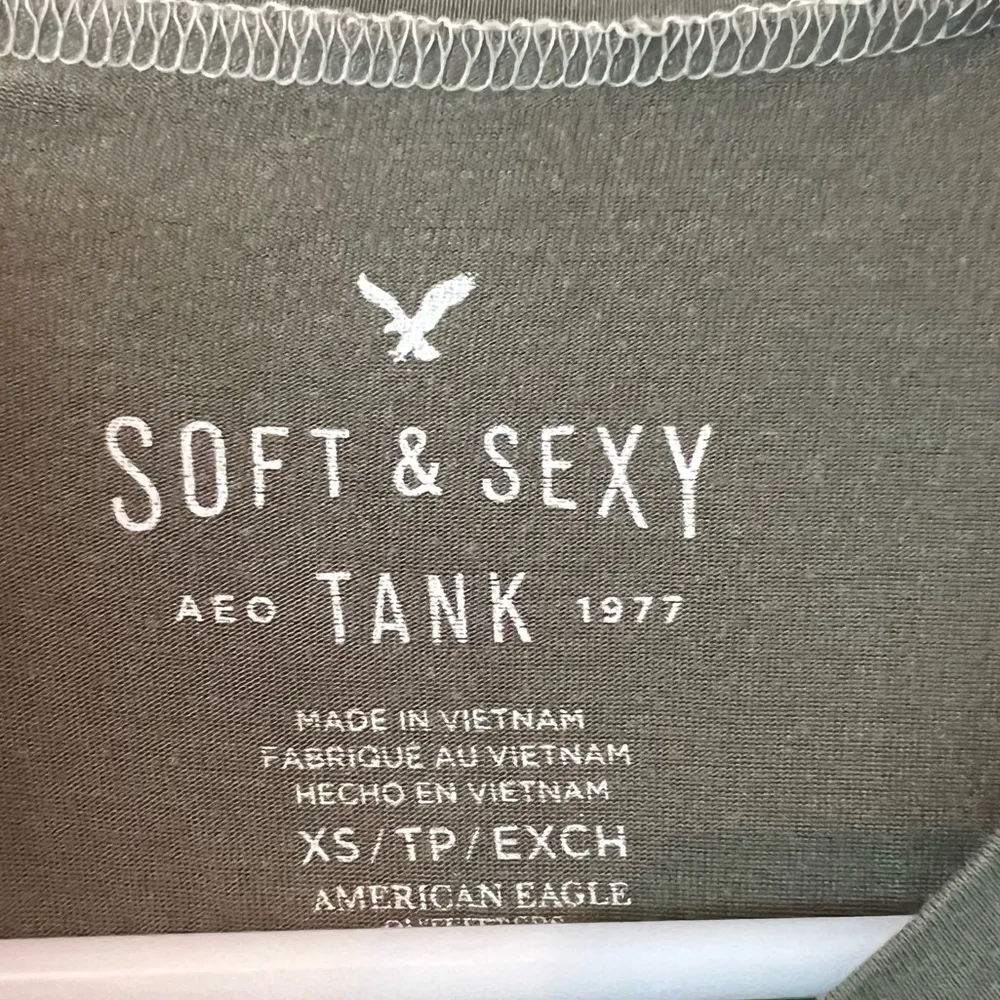 SOFT & SEXY
AEO TANK 1977
MADE IN VIETNAM
FABRIQUÉ AU VIETNAM
HECHO EN VIETNAM
XS / TP / EXCH
AMERICAN EAGLE
OUTFITTERS